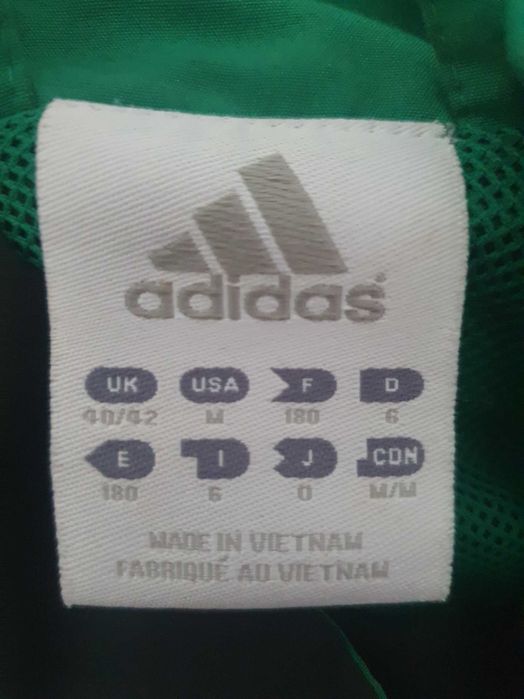 adidas®
UK USA F D
40/42 M 180 6
E I J CDN
180 6 O M/M
MADE IN VIETNAM
FABRIQUÉ AU VIETNAM